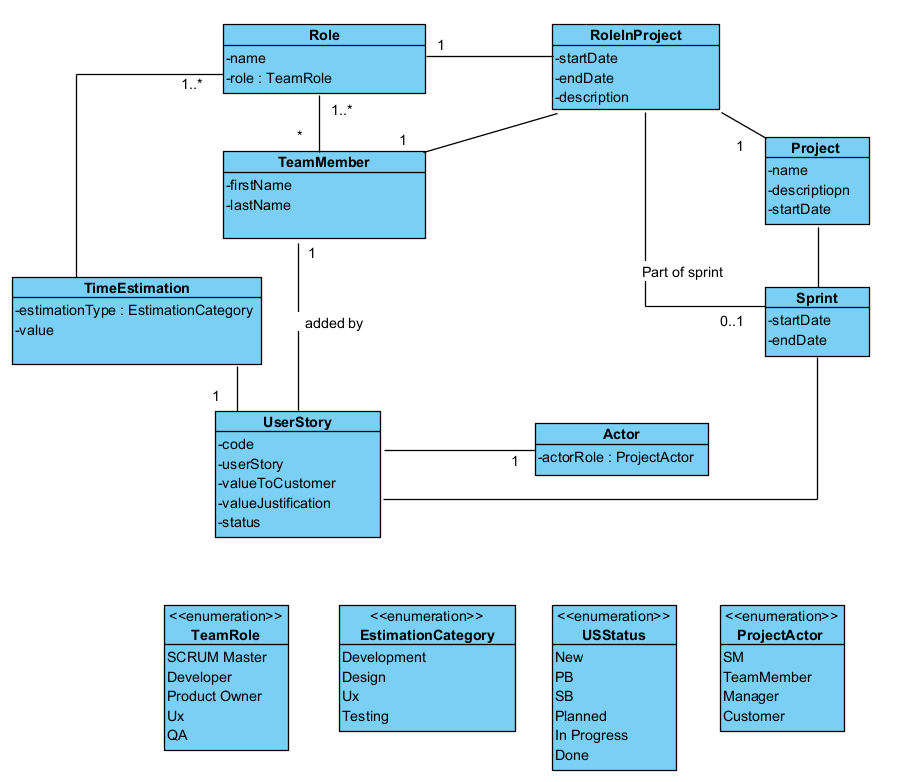 Role
-name
-role : TeamRole
1
RoleInProject
-startDate
-endDate
-description
1..*
1..*
*
1
1
TeamMember
-firstName
-lastName
Project
-name
-descriptiopn
-startDate
1
Part of sprint
0..1
TimeEstimation
-estimationType : EstimationCategory
-value
Sprint
-startDate
-endDate
added by
1
UserStory
-code
-userStory
-valueToCustomer
-valueJustification
-status
1
Actor
-actorRole : ProjectActor
<<enumeration>>
TeamRole
SCRUM Master
Developer
Product Owner
Ux
QA
<<enumeration>>
EstimationCategory
Development
Design
Ux
Testing
<<enumeration>>
USStatus
New
PB
SB
Planned
In Progress
Done
<<enumeration>>
ProjectActor
SM
TeamMember
Manager
Customer